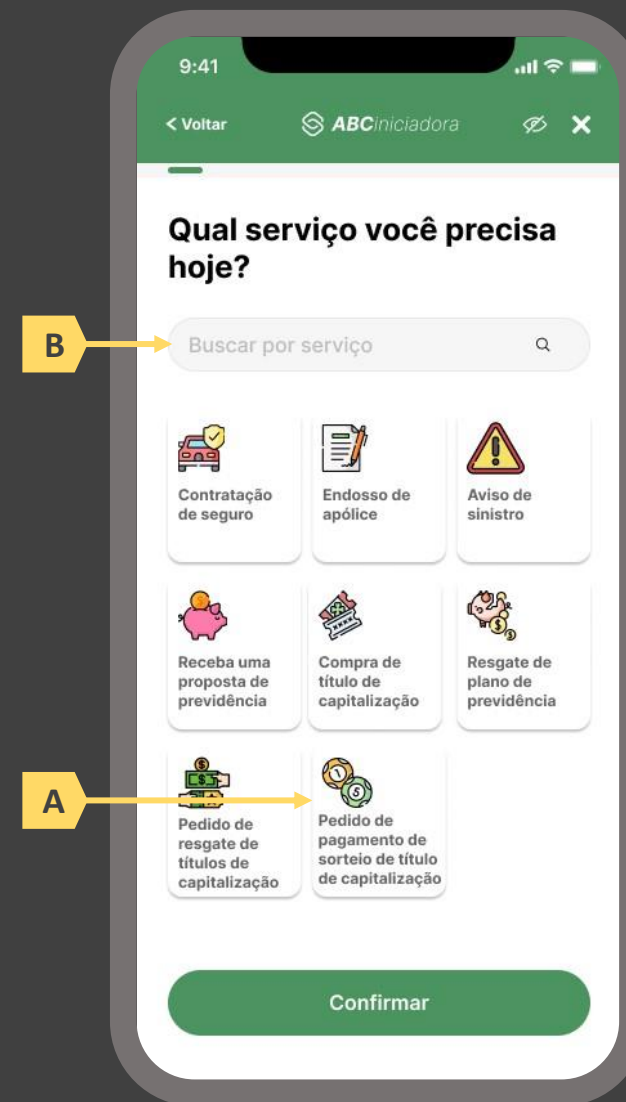 9:41
< Voltar
ABCiniciadora
Qual serviço você precisa
hoje?
B
Buscar por serviço
Contratação
de seguro
Endosso de
apólice
Aviso de
sinistro
Receba uma
proposta de
previdência
Compra de
título de
capitalização
Resgate de
plano de
previdência
A
Pedido de
resgate de
títulos de
capitalização
1
5
Pedido de
pagamento de
sorteio de título
de capitalização
Confirmar